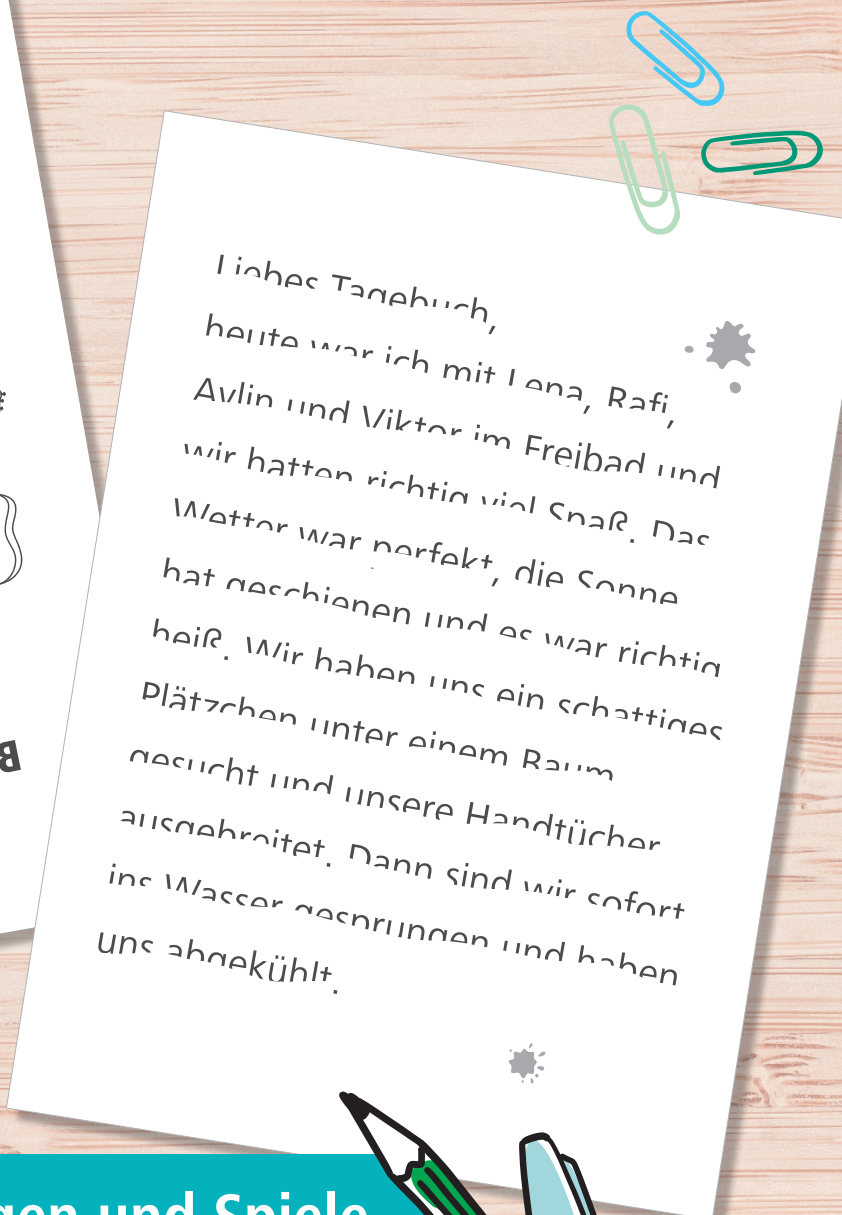 Liebes Tagebuch,
heute war ich mit Lena, Rafi,
Aylin und Viktor im Freibad und
wir hatten richtig viel Spaß. Das
Wetter war perfekt, die Sonne
hat geschienen und es war richtig
heiß. Wir haben uns ein schattiges
Plätzchen unter einem Baum
gesucht und unsere Handtücher
ausgebreitet. Dann sind wir sofort
ins Wasser gesprungen und haben
uns abgekühlt.
B
gen und Spiele